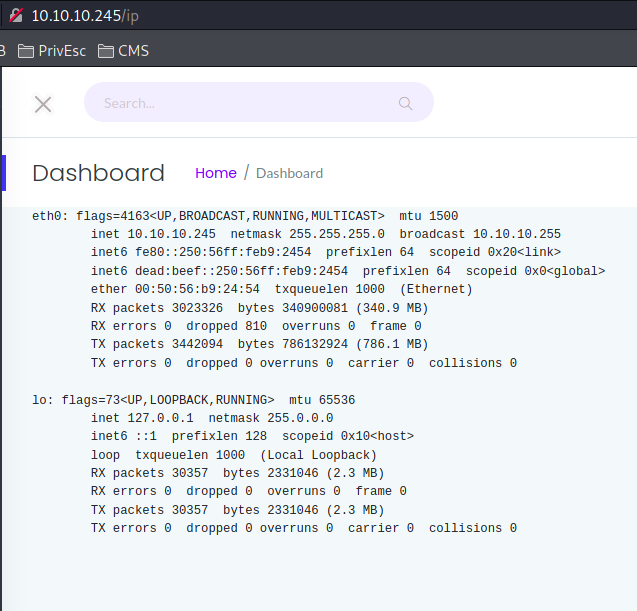 10.10.10.245/ip
PrivEsc CMS
Search...
Dashboard Home / Dashboard
eth0: flags=4163<UP,BROADCAST,RUNNING,MULTICAST>  mtu 1500
        inet 10.10.10.245  netmask 255.255.255.0  broadcast 10.10.10.255
        inet6 fe80::250:56ff:feb9:2454  prefixlen 64  scopeid 0x20<link>
        inet6 dead:beef::250:56ff:feb9:2454  prefixlen 64  scopeid 0x0<global>
        ether 00:50:56:b9:24:54  txqueuelen 1000  (Ethernet)
        RX packets 3023326  bytes 340900081 (340.9 MB)
        RX errors 0  dropped 810  overruns 0  frame 0
        TX packets 3442094  bytes 786132924 (786.1 MB)
        TX errors 0  dropped 0 overruns 0  carrier 0  collisions 0
lo: flags=73<UP,LOOPBACK,RUNNING>  mtu 65536
        inet 127.0.0.1  netmask 255.0.0.0
        inet6 ::1  prefixlen 128  scopeid 0x10<host>
        loop  txqueuelen 1000  (Local Loopback)
        RX packets 30357  bytes 2331046 (2.3 MB)
        RX errors 0  dropped 0  overruns 0  frame 0
        TX packets 30357  bytes 2331046 (2.3 MB)
        TX errors 0  dropped 0 overruns 0  carrier 0  collisions 0